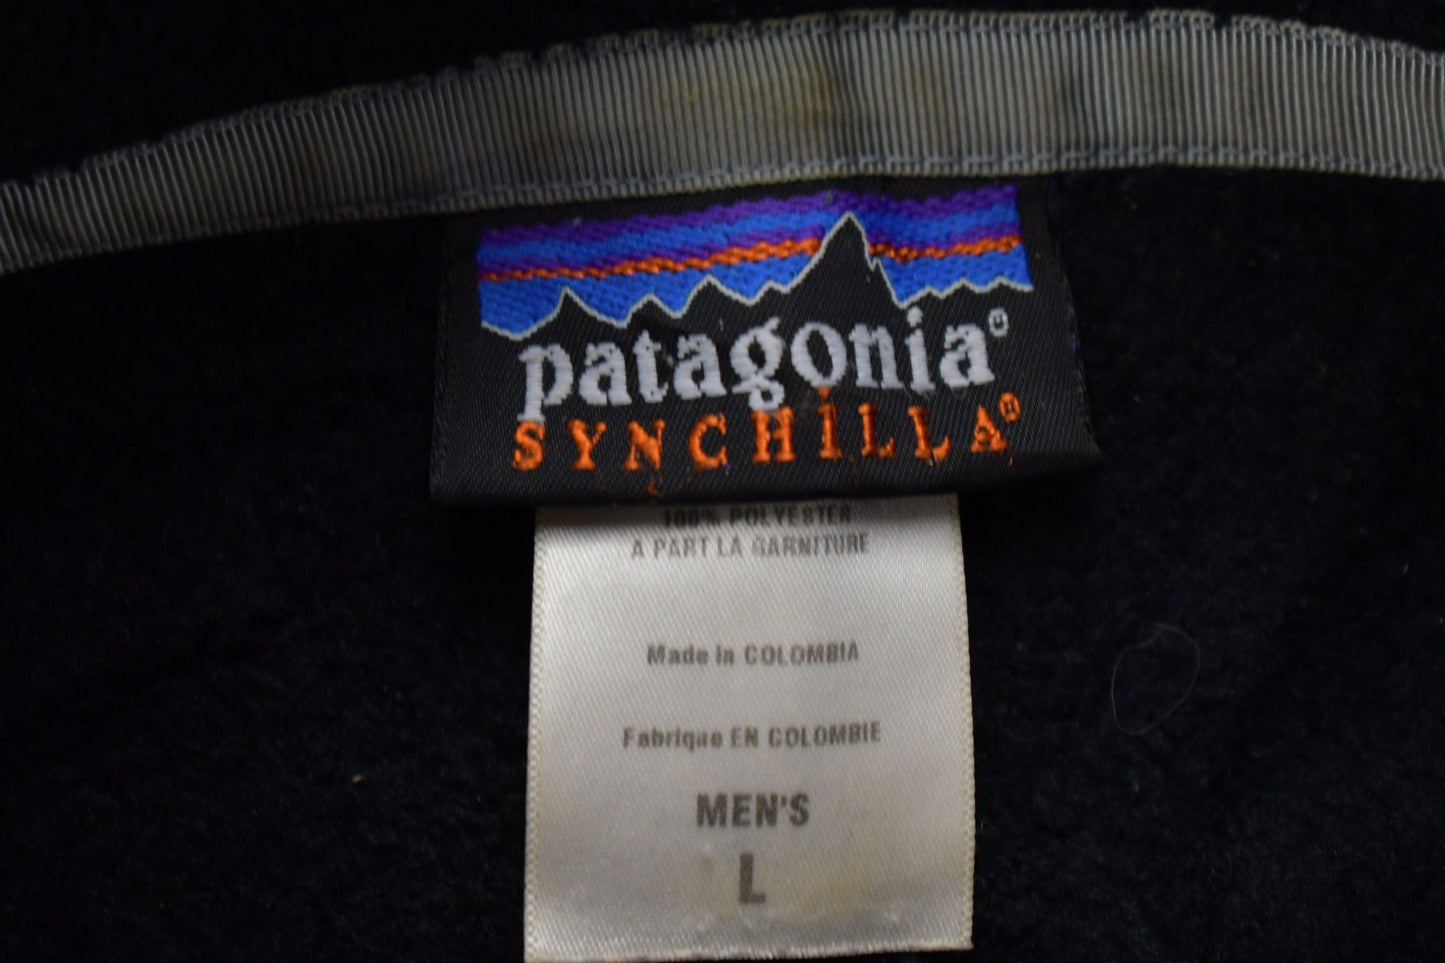 patagonia®
SYNCHILLA®
100% POLYESTER
A PART LA GARNITURE
Made in COLOMBIA
Fabrique EN COLOMBIE
MEN'S
L